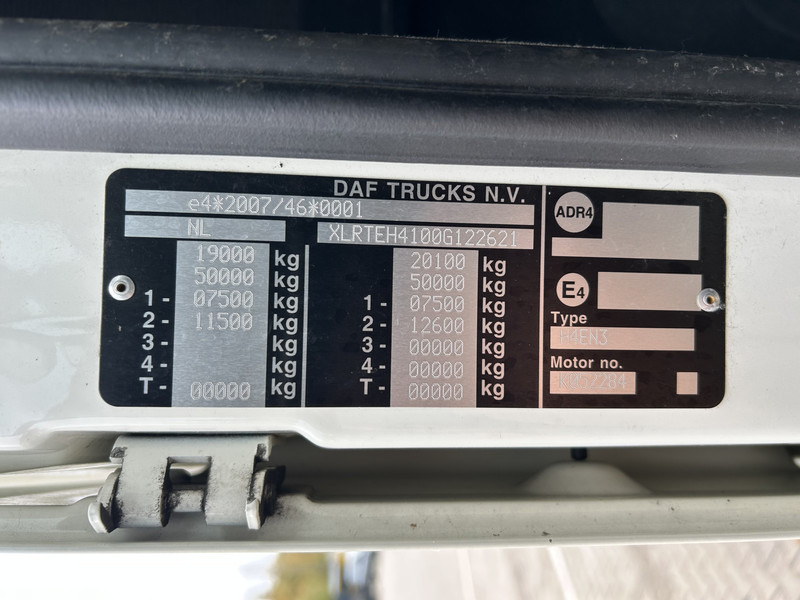 DAF TRUCKS N.V.
e4*2007/46*0001
NL XLRTEH4100G122621
19000 kg
50000 kg
1- 07500 kg
2- 11500 kg
3- kg
4- kg
T- 00000 kg
20100 kg
50000 kg
1- 07500 kg
2- 12600 kg
3- 00000 kg
4- 00000 kg
T- 00000 kg
ADR4
E4
Type
H4EN3
Motor no.